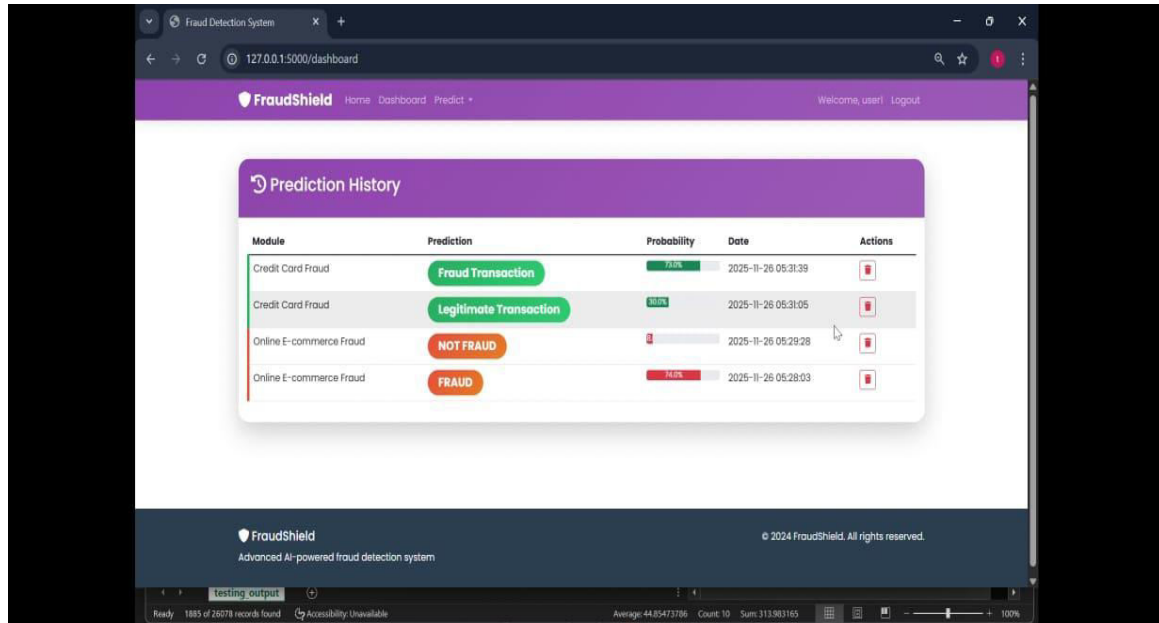 Fraud Detection System
127.0.0.1:5000/dashboard
FraudShield Home Dashboard Predict Welcome, user! Logout
Prediction History
Module Prediction Probability Date Actions
Credit Card Fraud Fraud Transaction 73.0% 2025-11-26 05:31:39
Credit Card Fraud Legitimate Transaction 30.0% 2025-11-26 05:31:05
Online E-commerce Fraud NOT FRAUD 2025-11-26 05:29:28
Online E-commerce Fraud FRAUD 74.0% 2025-11-26 05:28:03
FraudShield © 2024 FraudShield. All rights reserved.
Advanced AI-powered fraud detection system
testing_output
Ready 1885 of 26078 records found Accessibility: Unavailable Average: 44.85473786 Count: 10 Sum: 313.983165 100%